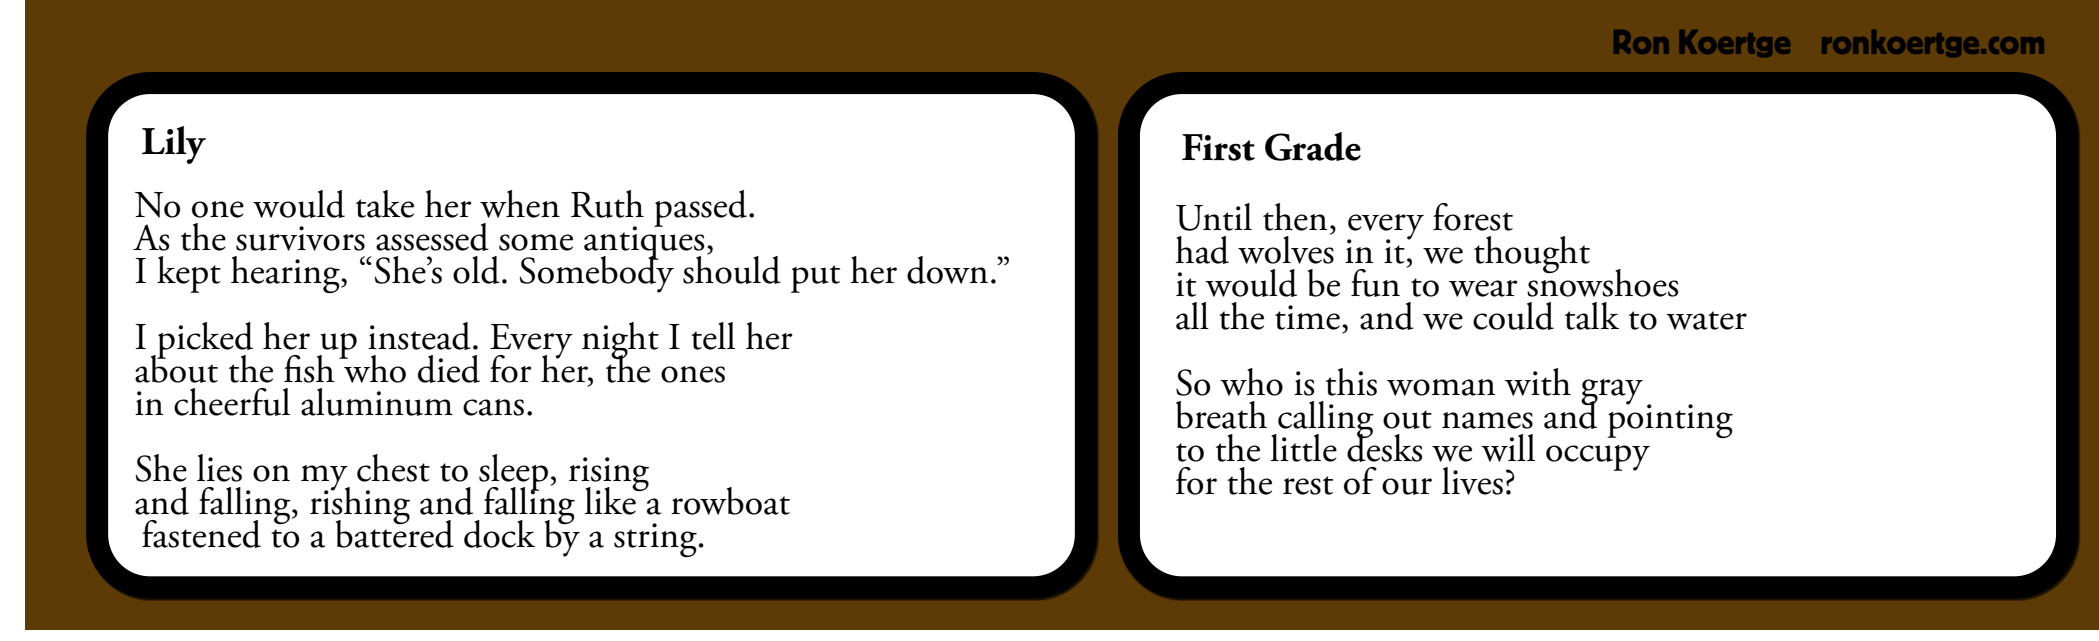 Ron Koertge ronkoertge.com
Lily
No one would take her when Ruth passed.
As the survivors assessed some antiques,
I kept hearing, “She’s old. Somebody should put her down.”
I picked her up instead. Every night I tell her
about the fish who died for her, the ones
in cheerful aluminum cans.
She lies on my chest to sleep, rising
and falling, rishing and falling like a rowboat
fastened to a battered dock by a string.
First Grade
Until then, every forest
had wolves in it, we thought
it would be fun to wear snowshoes
all the time, and we could talk to water
So who is this woman with gray
breath calling out names and pointing
to the little desks we will occupy
for the rest of our lives?